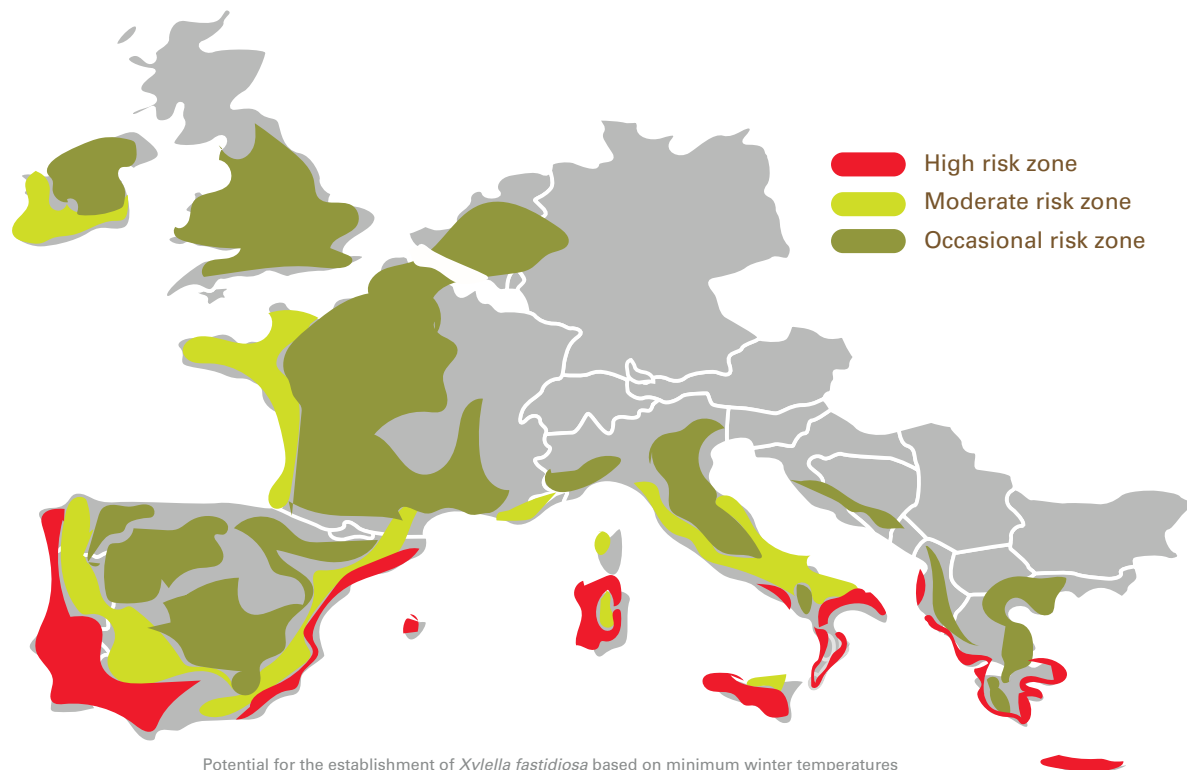 High risk zone
Moderate risk zone
Occasional risk zone
Potential for the establishment of Xylella fastidiosa based on minimum winter temperatures